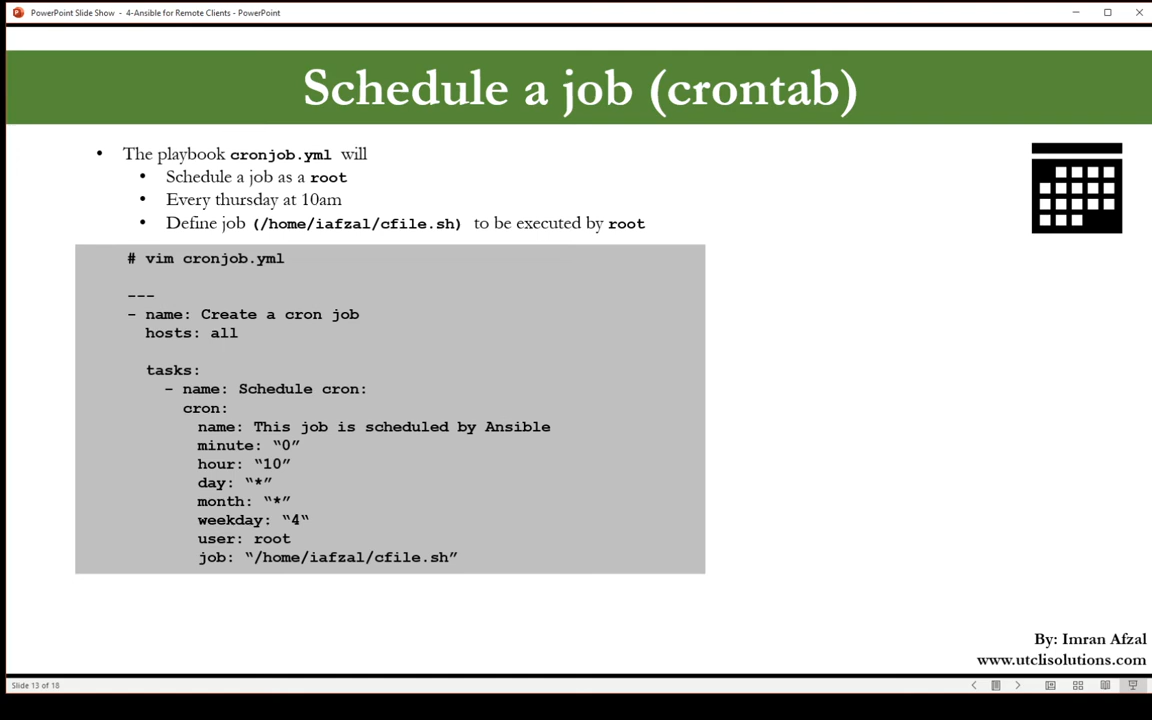 PowerPoint Slide Show - 4-Ansible for Remote Clients - PowerPoint
Schedule a job (crontab)
• The playbook cronjob.yml will
• Schedule a job as a root
• Every thursday at 10am
• Define job (/home/iafzal/cfile.sh) to be executed by root
# vim cronjob.yml
---
- name: Create a cron job
hosts: all
tasks:
- name: Schedule cron:
cron:
name: This job is scheduled by Ansible
minute: “0”
hour: “10”
day: “*”
month: “*”
weekday: “4“
user: root
job: “/home/iafzal/cfile.sh”
By: Imran Afzal
www.utclisolutions.com
Slide 13 of 18